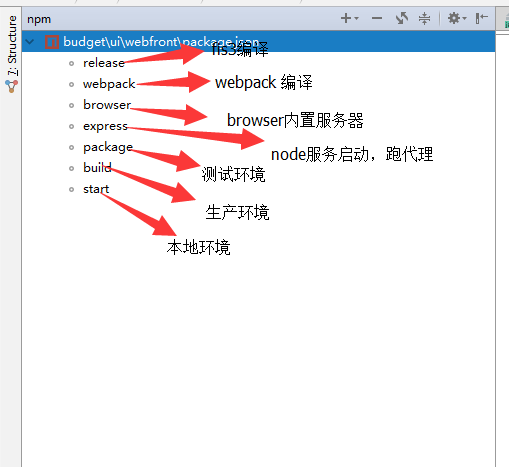 npm
7: Structure
budget\ui\webfront\package.json
release
fis3编译
webpack
webpack 编译
browser
browser内置服务器
express
node服务启动，跑代理
package
测试环境
build
生产环境
start
本地环境